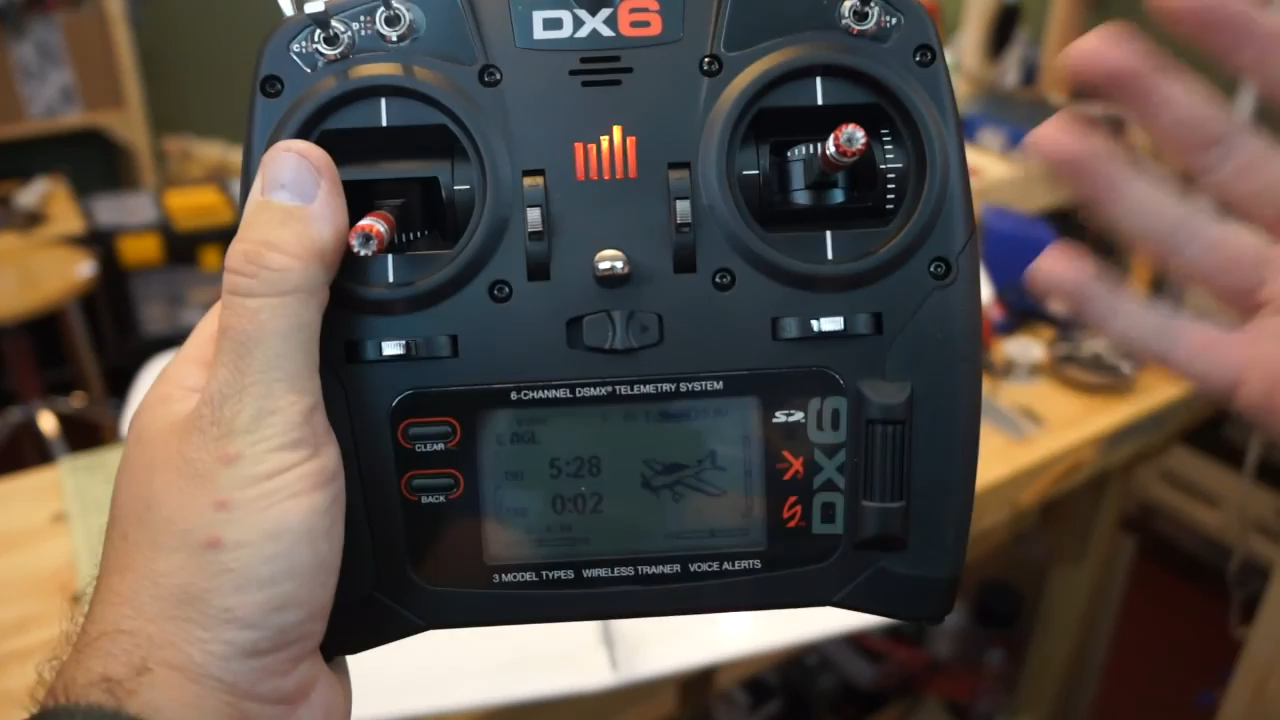 DX6
6-CHANNEL DSMX® TELEMETRY SYSTEM
CLEAR
BACK
5:28
0:02
SD
DX6
3 MODEL TYPES WIRELESS TRAINER VOICE ALERTS